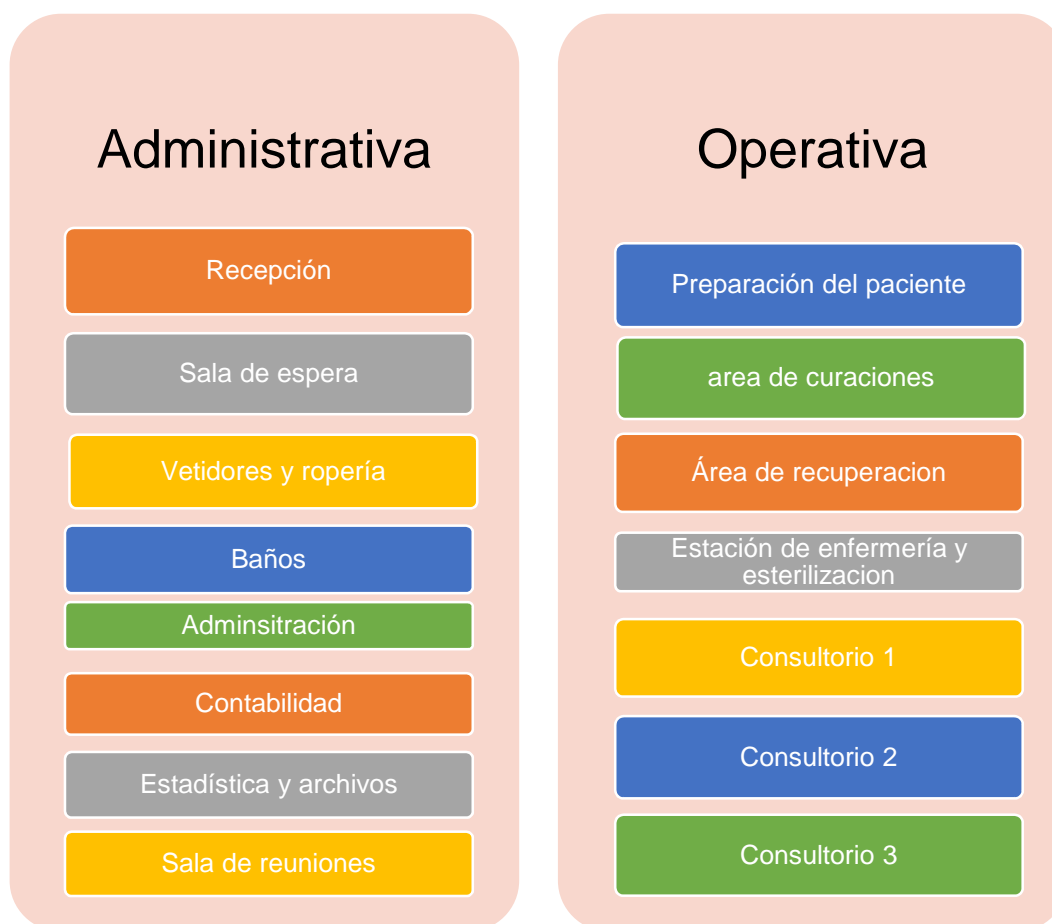 Administrativa
Recepción
Sala de espera
Vetidores y ropería
Baños
Adminsitración
Contabilidad
Estadística y archivos
Sala de reuniones
Operativa
Preparación del paciente
area de curaciones
Área de recuperacion
Estación de enfermería y
esterilizacion
Consultorio 1
Consultorio 2
Consultorio 3